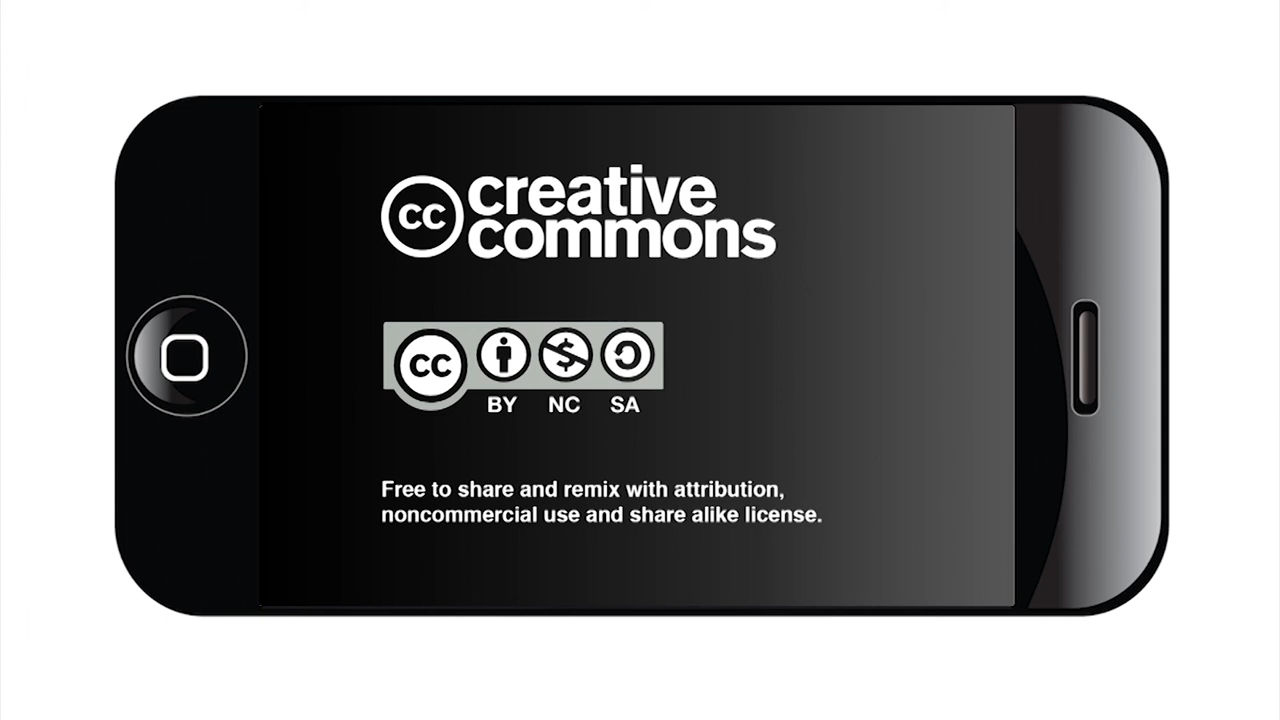 cc creative
commons
cc
BY NC SA
Free to share and remix with attribution,
noncommercial use and share alike license.